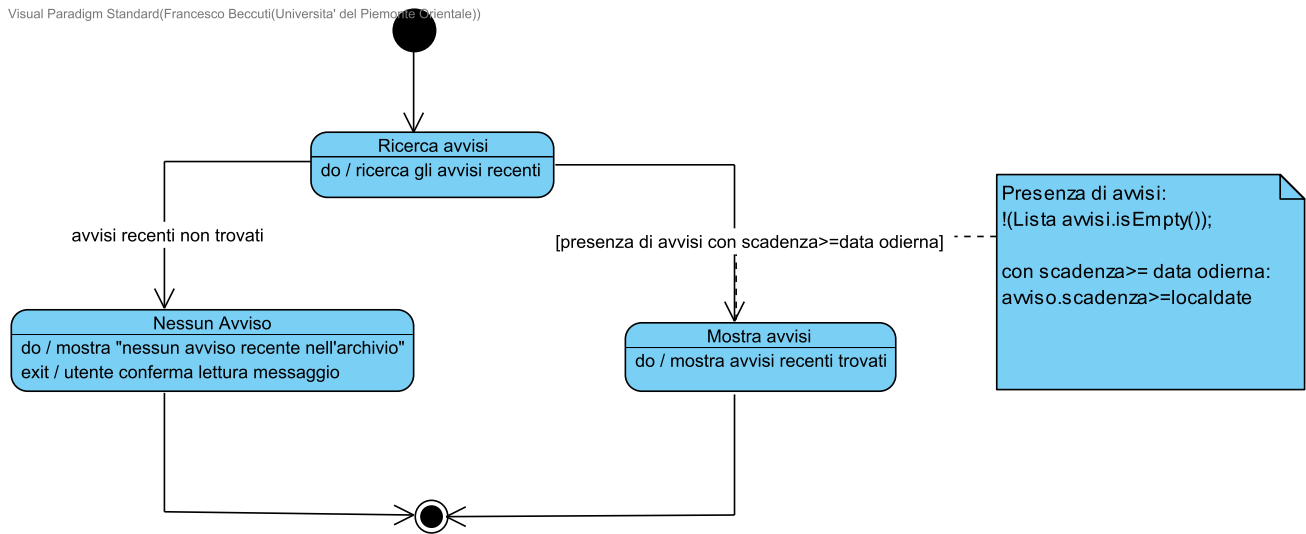 Visual Paradigm Standard(Francesco Beccuti(Universita' del Piemonte Orientale))
Ricerca avvisi
do / ricerca gli avvisi recenti
avvisi recenti non trovati
[presenza di avvisi con scadenza>=data odierna]
Presenza di avvisi:
!(Lista avvisi.isEmpty());
con scadenza>= data odierna:
avviso.scadenza>=localdate
Nessun Avviso
do / mostra "nessun avviso recente nell'archivio"
exit / utente conferma lettura messaggio
Mostra avvisi
do / mostra avvisi recenti trovati